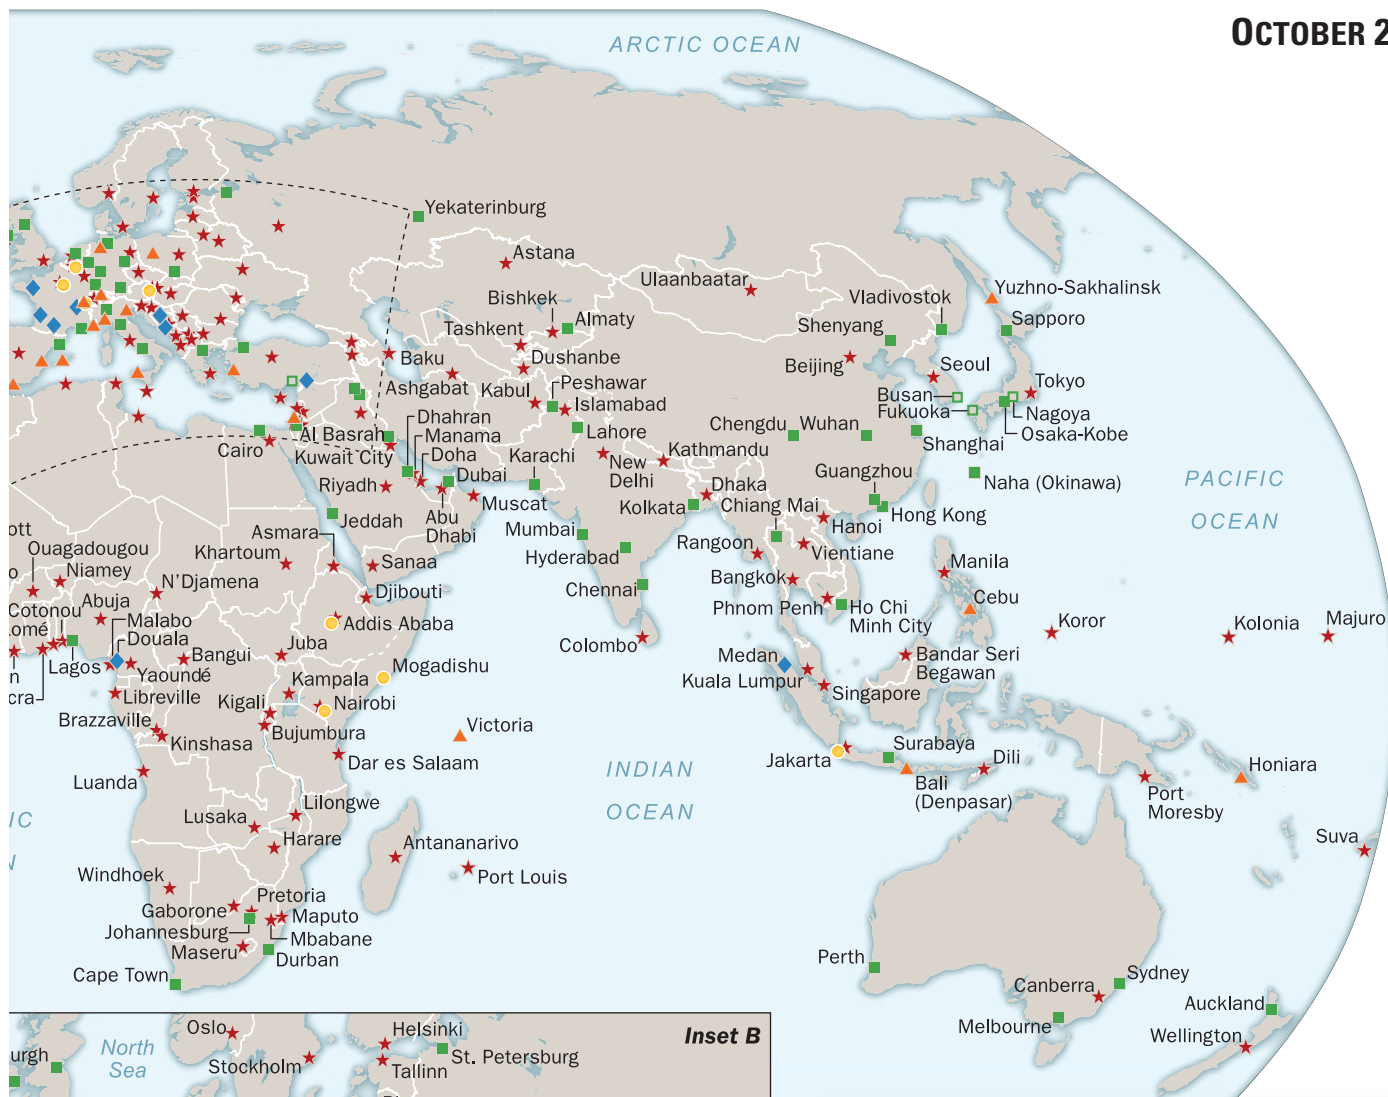 OCTOBER 2
ARCTIC OCEAN
Yekaterinburg
Astana
Ulaanbaatar
Yuzhno-Sakhalinsk
Bishkek
Vladivostok
Almaty
Sapporo
Tashkent
Shenyang
Dushanbe
Beijing
Baku
Seoul
Ashgabat
Kabul
Peshawar
Tokyo
Busan
Islamabad
Fukuoka
Nagoya
Dhahran
Al Basrah
Manama
Lahore
Chengdu
Wuhan
Shanghai
Osaka-Kobe
Cairo
Kuwait City
Doha
Karachi
New
Delhi
Kathmandu
Dubai
Guangzhou
Naha (Okinawa)
PACIFIC
OCEAN
Riyadh
Dhaka
Muscat
Kolkata
Chiang Mai
Hong Kong
Jeddah
Abu
Dhabi
Mumbai
Hanoi
ott
Asmara
Rangoon
Vientiane
Ouagadougou
Khartoum
Hyderabad
Manila
o
Niamey
Sanaa
N'Djamena
Bangkok
Chennai
Djibouti
Cebu
Cotonou
Abuja
Phnom Penh
Ho Chi
Minh City
Malabo
Addis Ababa
Koror
Kolonia
Majuro
omé
Douala
Juba
Colombo
Lagos
Bangui
Mogadishu
Medan
Bandar Seri
Begawan
n
Yaoundé
Kampala
Kuala Lumpur
cra
Libreville
Kigali
Nairobi
Singapore
Brazzaville
Bujumbura
Victoria
Kinshasa
Surabaya
Dar es Salaam
Jakarta
Dili
Honiara
INDIAN
OCEAN
Luanda
Bali
(Denpasar)
Port
Moresby
Lilongwe
IC
Lusaka
Harare
Suva
Antananarivo
N
Windhoek
Port Louis
Pretoria
Gaborone
Maputo
Johannesburg
Mbabane
Maseru
Durban
Perth
Cape Town
Sydney
Canberra
Auckland
Melbourne
Wellington
Oslo
Helsinki
Inset B
North
Sea
urgh
St. Petersburg
Stockholm
Tallinn